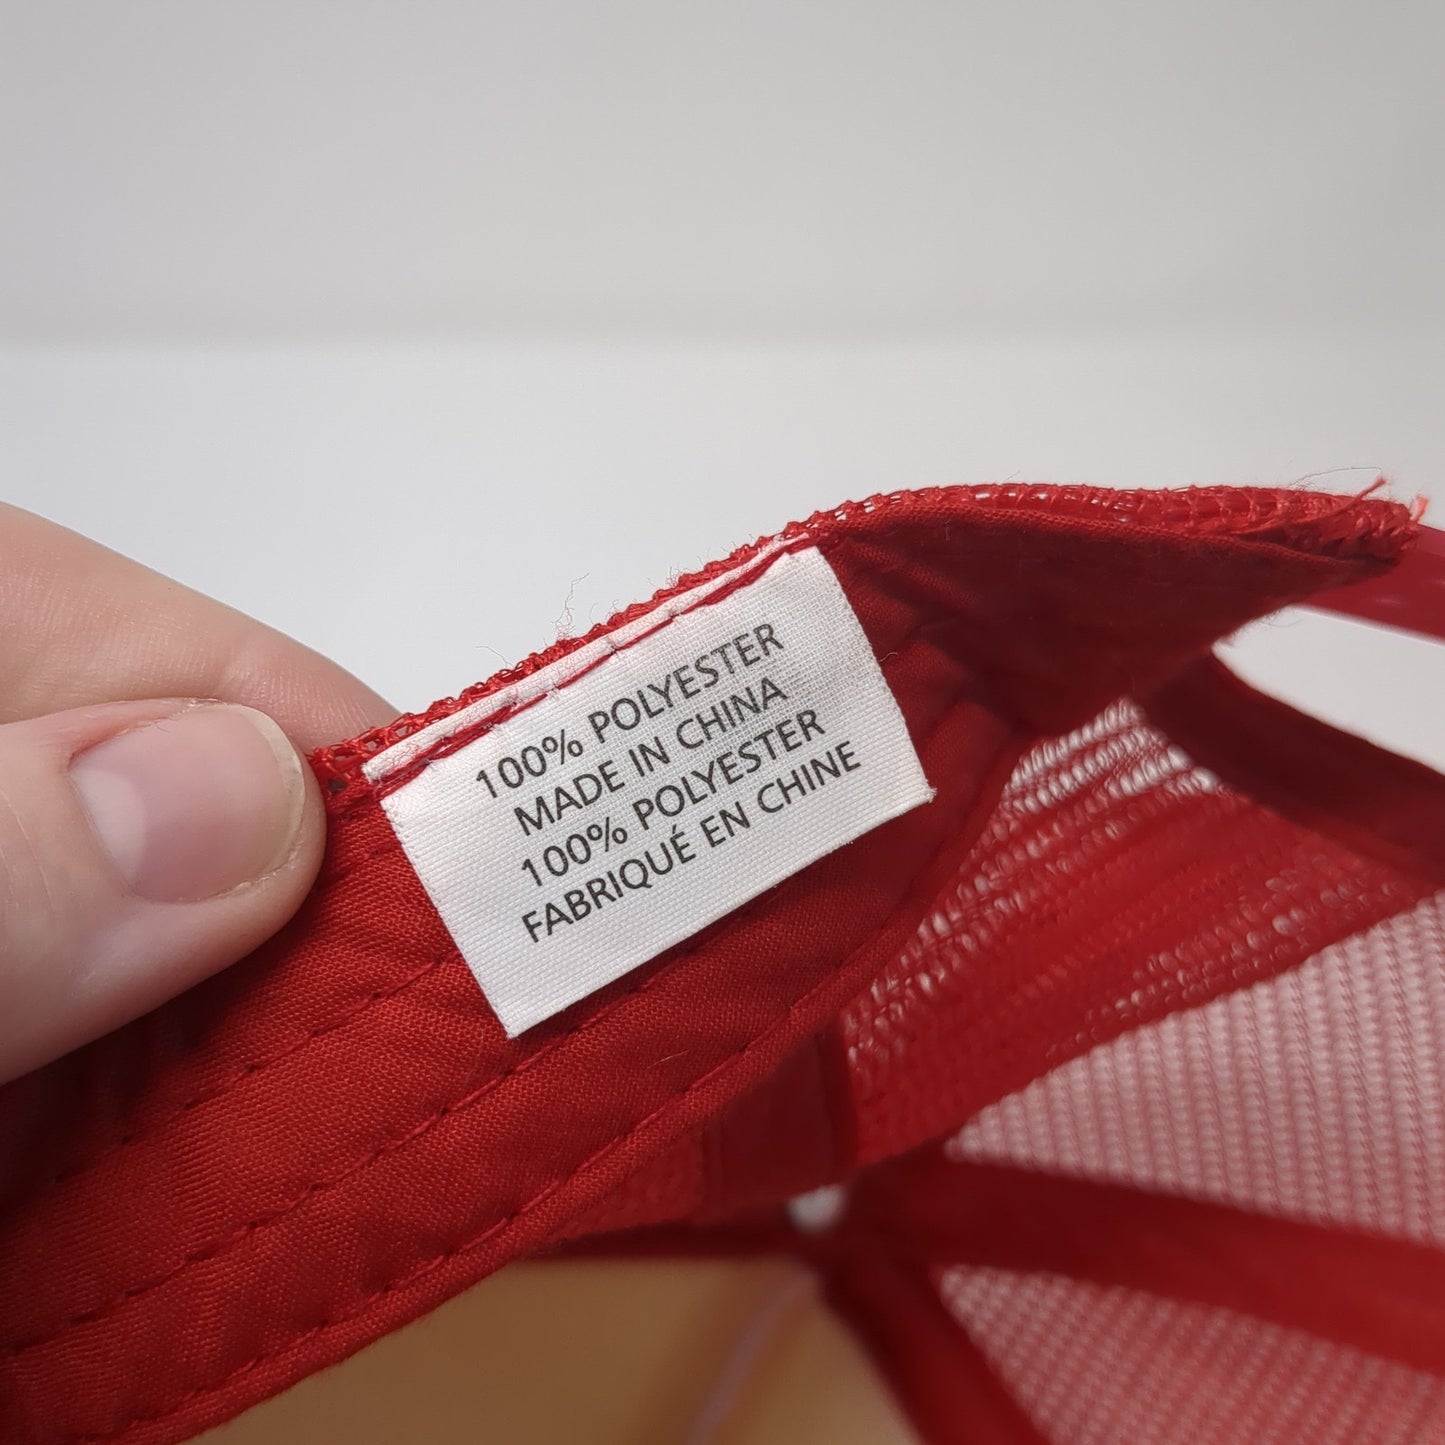 100% POLYESTER
MADE IN CHINA
100% POLYESTER
FABRIQUÉ EN CHINE